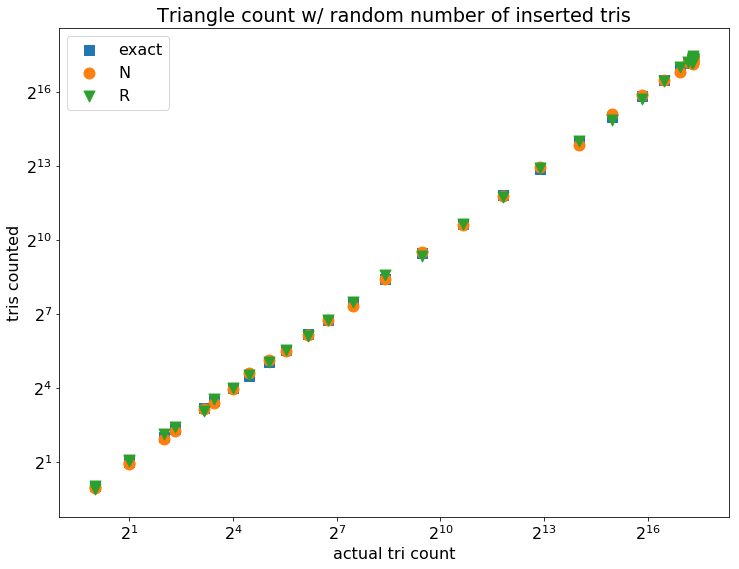 Triangle count w/ random number of inserted tris
exact
N
R
tris counted
2^16
2^13
2^10
2^7
2^4
2^1
2^1 2^4 2^7 2^10 2^13 2^16
actual tri count